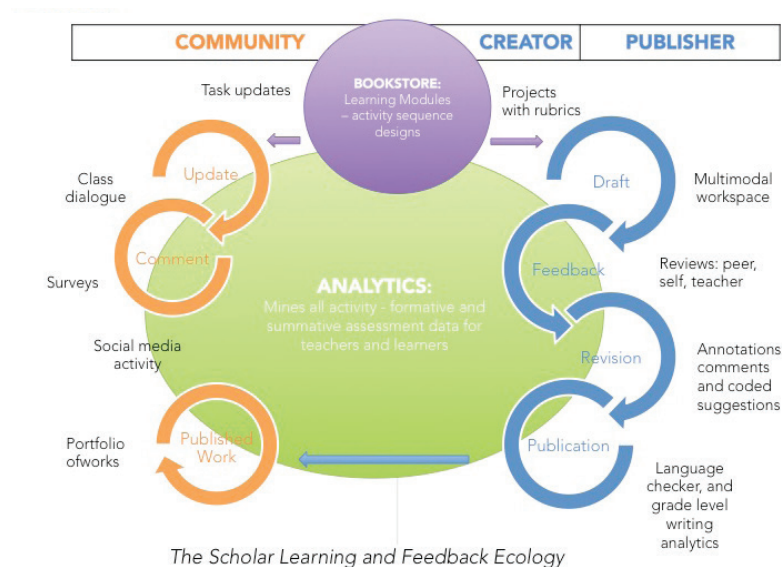 COMMUNITY
CREATOR
PUBLISHER
BOOKSTORE:
Learning Modules
– activity sequence
designs
Task updates
Projects
with rubrics
Update
Draft
Class
dialogue
Multimodal
workspace
Comment
Feedback
Surveys
Reviews: peer,
self, teacher
ANALYTICS:
Mines all activity - formative and
summative assessment data for
teachers and learners
Social media
activity
Revision
Annotations
comments
and coded
suggestions
Published
Work
Publication
Portfolio
ofworks
Language
checker, and
grade level
writing
analytics
The Scholar Learning and Feedback Ecology